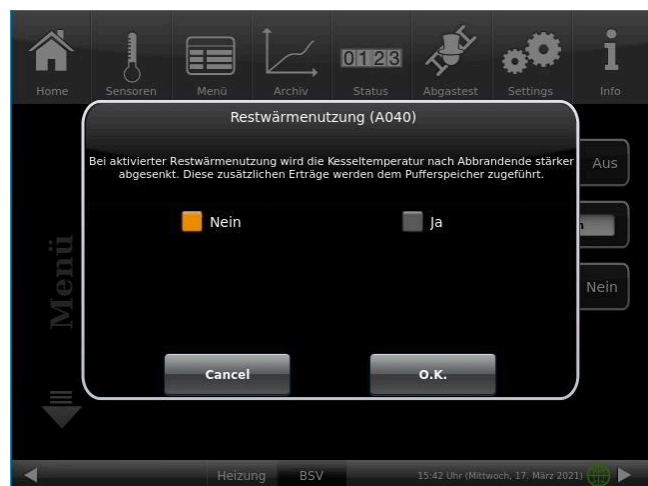 Home Sensoren Menü Archiv 0123 Status Abgastest Settings i Info
Restwärmenutzung (A040)
Bei aktivierter Restwärmenutzung wird die Kesseltemperatur nach Abbrandende stärker
abgesenkt. Diese zusätzlichen Erträge werden dem Pufferspeicher zugeführt.
Aus
Nein Ja
Menü
Nein
Cancel O.K.
Heizung BSV 15:42 Uhr (Mittwoch, 17. März 2021)